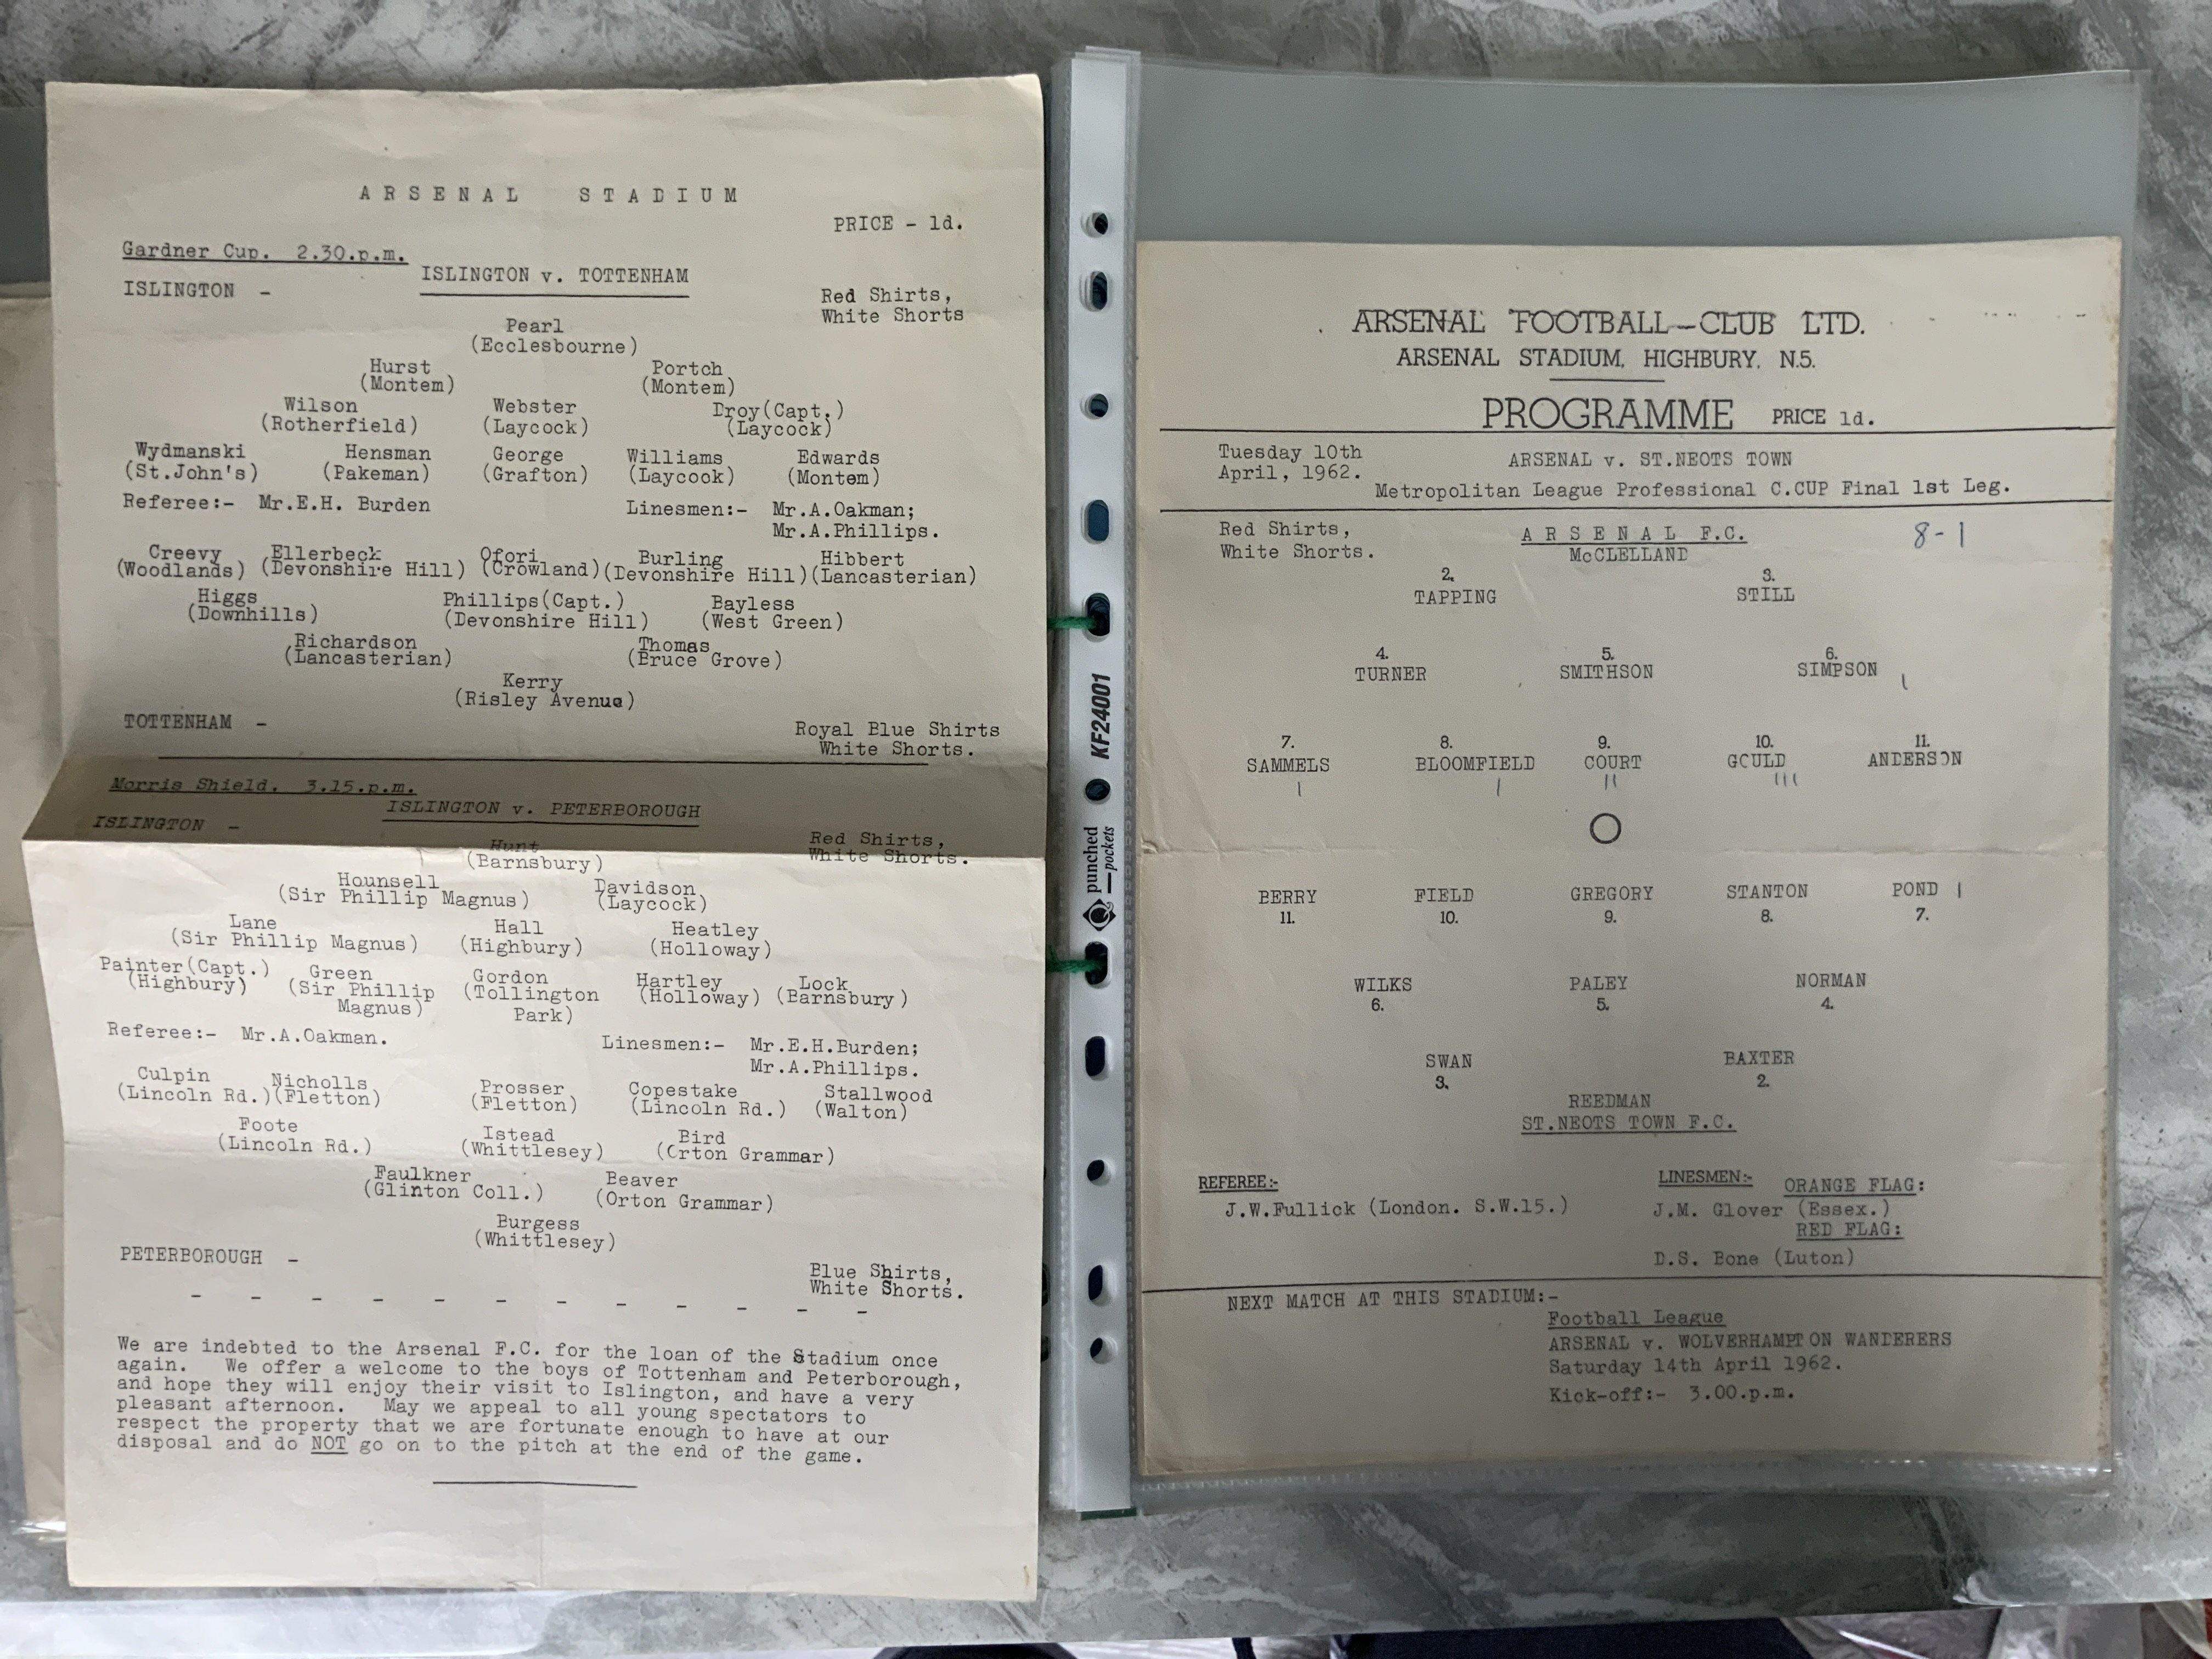 ARSENAL STADIUM
PRICE - 1d.
Gardner Cup. 2.30.p.m.
ISLINGTON v. TOTTENHAM
ISLINGTON -
Red Shirts,
White Shorts
Pearl
(Ecclesbourne)
Hurst Portch
(Montem) (Montem)
Wilson Webster Droy(Capt.)
(Rotherfield) (Laycock) (Laycock)
Wydmanski Hensman George Williams Edwards
(St.John's) (Pakeman) (Grafton) (Laycock) (Montem)
Referee:- Mr.E.H. Burden Linesmen:- Mr.A.Oakman;
Mr.A.Phillips.
Creevy Ellerbeck Ofori Burling Hibbert
(Woodlands) (Devonshire Hill) (Crowland)(Devonshire Hill)(Lancasterian)
Higgs Phillips(Capt.) Bayless
(Downhills) (Devonshire Hill) (West Green)
Richardson Thomas
(Lancasterian) (Bruce Grove)
Kerry
(Risley Avenue)
TOTTENHAM -
Royal Blue Shirts
White Shorts.
Morris Shield. 3.15.p.m.
ISLINGTON v. PETERBOROUGH
ISLINGTON -
Red Shirts,
White Shorts.
Hunt
(Barnsbury)
Hounsell Davidson
(Sir Phillip Magnus) (Laycock)
Lane Hall Heatley
(Sir Phillip Magnus) (Highbury) (Holloway)
Painter(Capt.) Green Gordon Hartley Lock
(Highbury) (Sir Phillip (Tollington (Holloway) (Barnsbury)
Magnus) Park)
Referee:- Mr.A.Oakman. Linesmen:- Mr.E.H.Burden;
Mr.A.Phillips.
Culpin Nicholls Prosser Copestake Stallwood
(Lincoln Rd.)(Fletton) (Fletton) (Lincoln Rd.) (Walton)
Foote Istead Bird
(Lincoln Rd.) (Whittlesey) (Orton Grammar)
Faulkner Beaver
(Glinton Coll.) (Orton Grammar)
Burgess
(Whittlesey)
PETERBOROUGH -
Blue Shirts,
White Shorts.
- - - - - - - - - - - -
We are indebted to the Arsenal F.C. for the loan of the Stadium once
again. We offer a welcome to the boys of Tottenham and Peterborough,
and hope they will enjoy their visit to Islington, and have a very
pleasant afternoon. May we appeal to all young spectators to
respect the property that we are fortunate enough to have at our
disposal and do NOT go on to the pitch at the end of the game.
KF24001
punched
pockets
ARSENAL FOOTBALL-CLUB LTD.
ARSENAL STADIUM, HIGHBURY, N.5.
PROGRAMME PRICE 1d.
Tuesday 10th
April, 1962.
ARSENAL v. ST.NEOTS TOWN
Metropolitan League Professional C.CUP Final 1st Leg.
Red Shirts,
White Shorts.
ARSENAL F.C. 8-1
McCLELLAND
2. 3.
TAPPING STILL
4. 5. 6.
TURNER SMITHSON SIMPSON |
7. 8. 9. 10. 11.
SAMMELS BLOOMFIELD COURT GOULD ANDERSON
| | || |||
BERRY FIELD GREGORY STANTON POND |
11. 10. 9. 8. 7.
WILKS PALEY NORMAN
6. 5. 4.
SWAN BAXTER
3. 2.
REEDMAN
ST.NEOTS TOWN F.C.
REFEREE:- LINESMEN:- ORANGE FLAG:
J.W.Fullick (London. S.W.15.) J.M. Glover (Essex.)
RED FLAG:
D.S. Bone (Luton)
NEXT MATCH AT THIS STADIUM:-
Football League
ARSENAL v. WOLVERHAMPTON WANDERERS
Saturday 14th April 1962.
Kick-off:- 3.00.p.m.